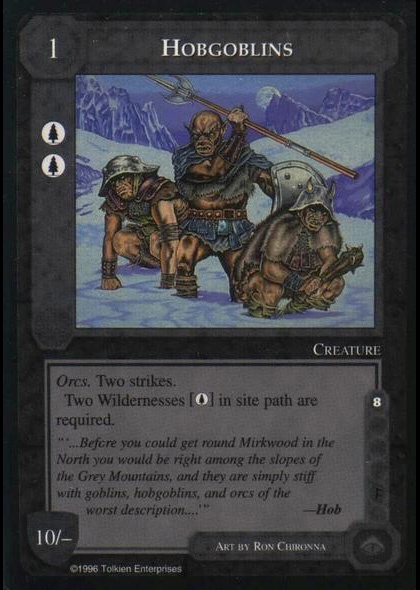 1
HOBGOBLINS
CREATURE
Orcs. Two strikes.
Two Wildernesses [] in site path are
required.
"'...Before you could get round Mirkwood in the
North you would be right among the slopes of
the Grey Mountains, and they are simply stiff
with goblins, hobgoblins, and orcs of the
worst description....'" —Hob
8
F
10/–
ART BY RON CHIRONNA
©1996 Tolkien Enterprises